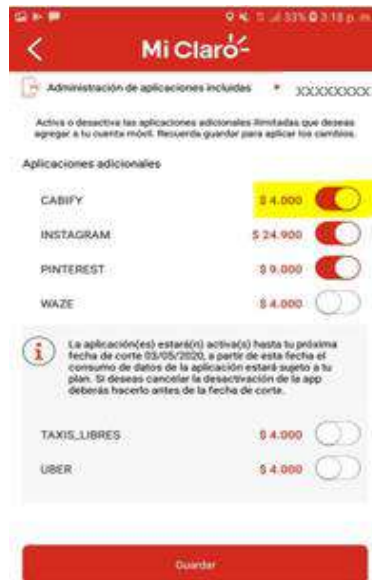 33% 3:18 p. m.
Mi Claro
Administración de aplicaciones incluidas XXXXXXXXX
Activa o desactiva las aplicaciones adicionales ilimitadas que deseas
agregar a tu cuenta móvil. Recuerda guardar para aplicar los cambios.
Aplicaciones adicionales
CABIFY $ 4.000
INSTAGRAM $ 24.900
PINTEREST $ 9.000
WAZE $ 4.000
La aplicación(es) estará(n) activa(s) hasta tu próxima
fecha de corte 03/05/2020, a partir de esta fecha el
consumo de datos de la aplicación estará sujeto a tu
plan. Si deseas cancelar la desactivación de la app
deberás hacerlo antes de la fecha de corte.
TAXIS_LIBRES $ 4.000
UBER $ 4.000
Guardar